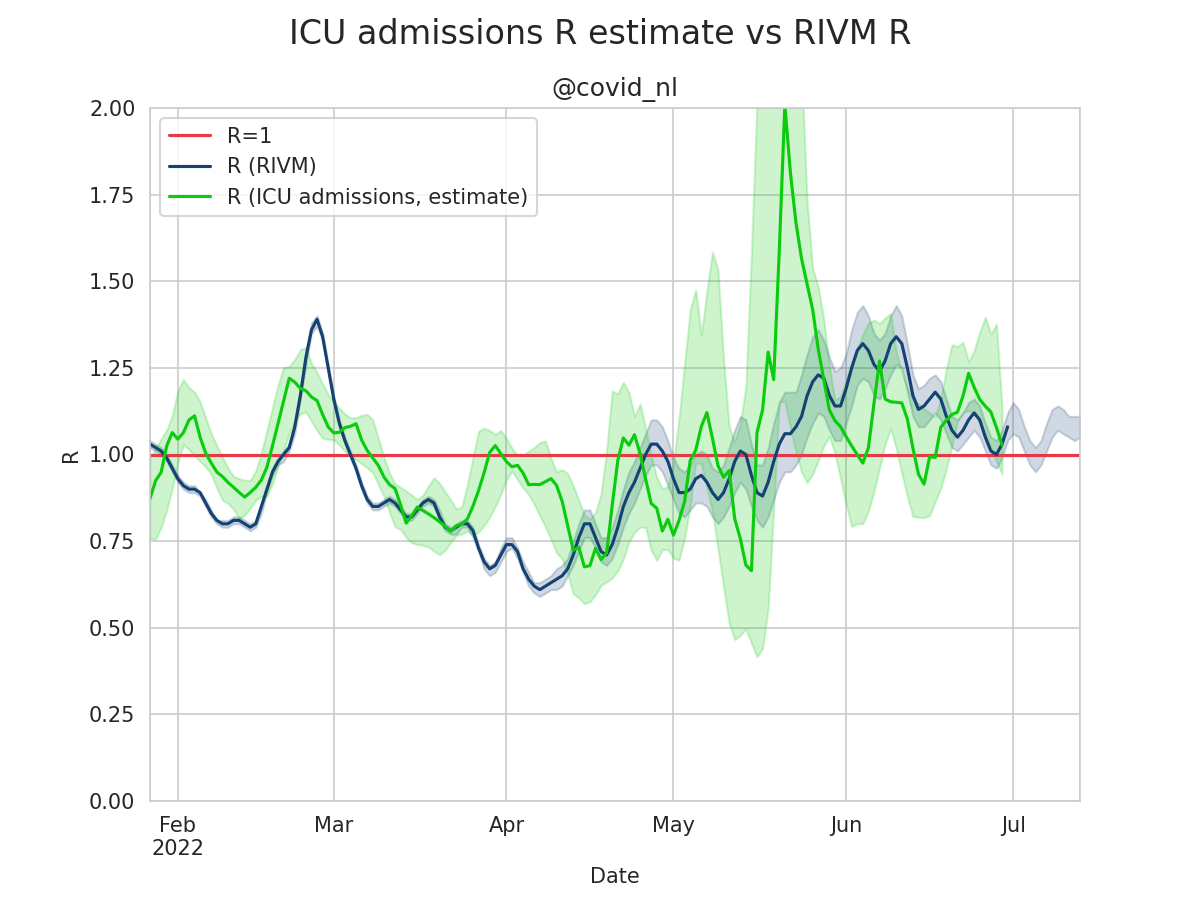 ICU admissions R estimate vs RIVM R
@covid_nl
2.00
1.75
1.50
1.25
1.00
0.75
0.50
0.25
0.00
R
R=1
R (RIVM)
R (ICU admissions, estimate)
Feb Mar Apr May Jun Jul
2022
Date